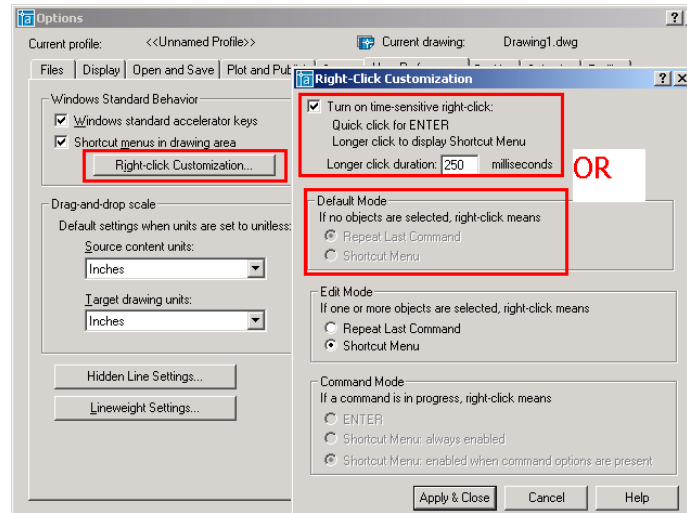 Options
Current profile: <<Unnamed Profile>> Current drawing: Drawing1.dwg
Files Display Open and Save Plot and Pub
Windows Standard Behavior
Windows standard accelerator keys
Shortcut menus in drawing area
Right-click Customization...
Drag-and-drop scale
Default settings when units are set to unitless:
Source content units:
Inches
Target drawing units:
Inches
Hidden Line Settings...
Lineweight Settings...
Right-Click Customization
Turn on time-sensitive right-click:
Quick click for ENTER
Longer click to display Shortcut Menu
Longer click duration: 250 milliseconds
OR
Default Mode
If no objects are selected, right-click means
Repeat Last Command
Shortcut Menu
Edit Mode
If one or more objects are selected, right-click means
Repeat Last Command
Shortcut Menu
Command Mode
If a command is in progress, right-click means
ENTER
Shortcut Menu: always enabled
Shortcut Menu: enabled when command options are present
Apply & Close Cancel Help